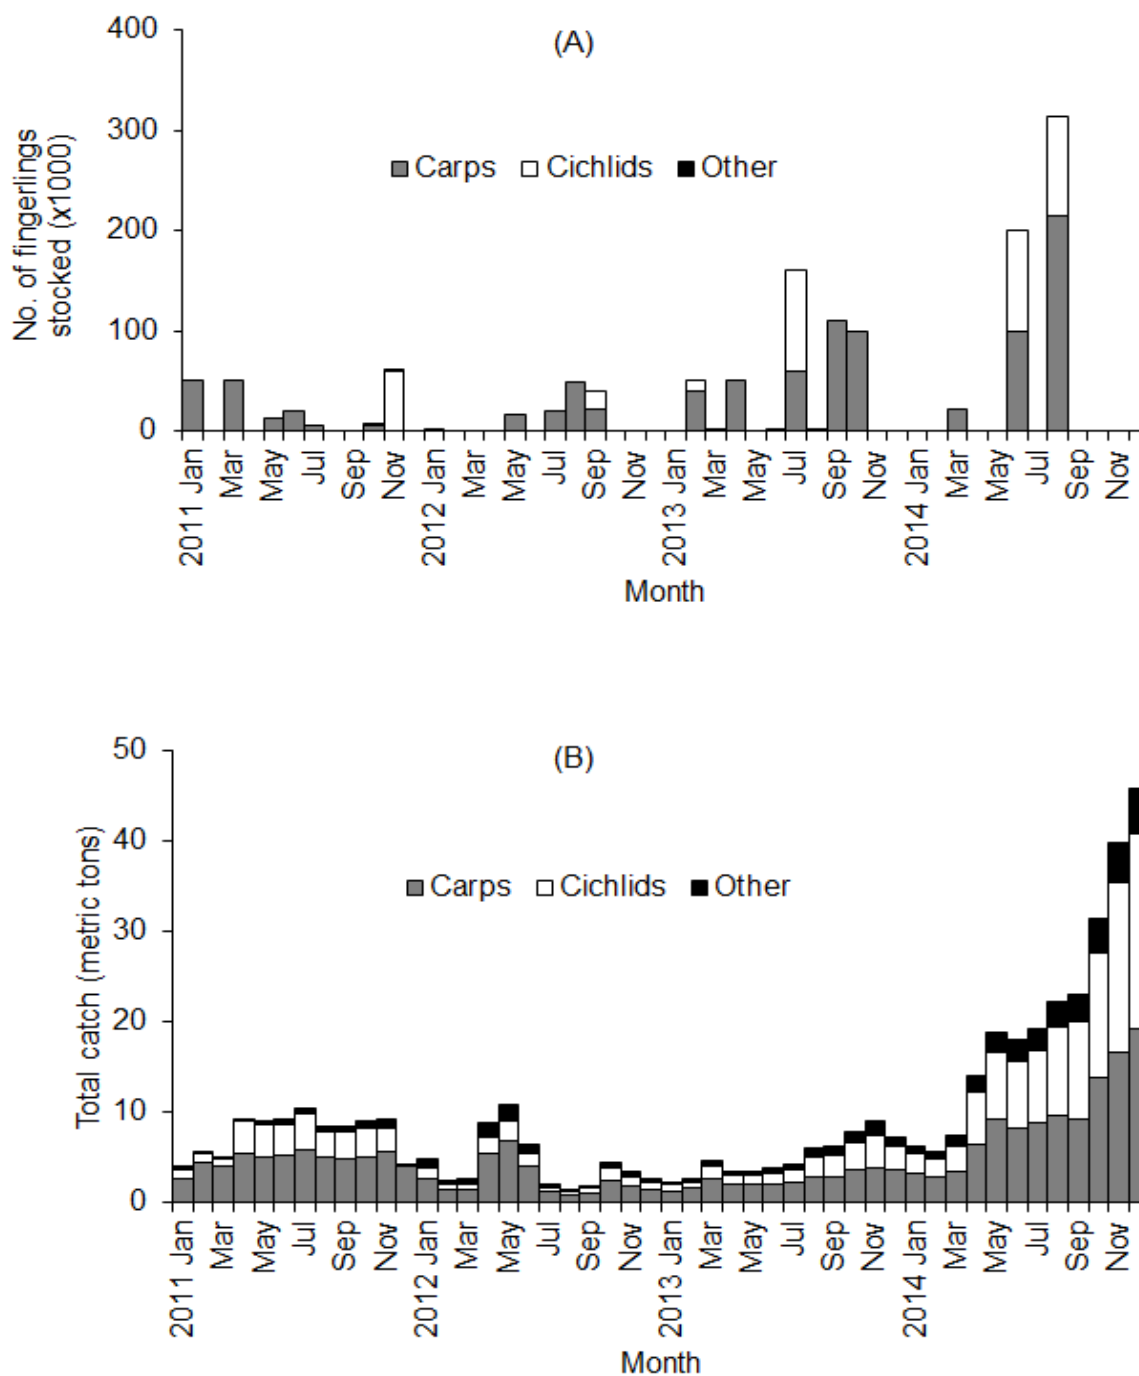 400
(A)
300
200
100
0
No. of fingerlings
stocked (x1000)
Carps Cichlids Other
2011 Jan Mar May Jul Sep Nov 2012 Jan Mar May Jul Sep Nov 2013 Jan Mar May Jul Sep Nov 2014 Jan Mar May Jul Sep Nov
Month
50
(B)
40
30
20
10
0
Total catch (metric tons)
Carps Cichlids Other
2011 Jan Mar May Jul Sep Nov 2012 Jan Mar May Jul Sep Nov 2013 Jan Mar May Jul Sep Nov 2014 Jan Mar May Jul Sep Nov
Month